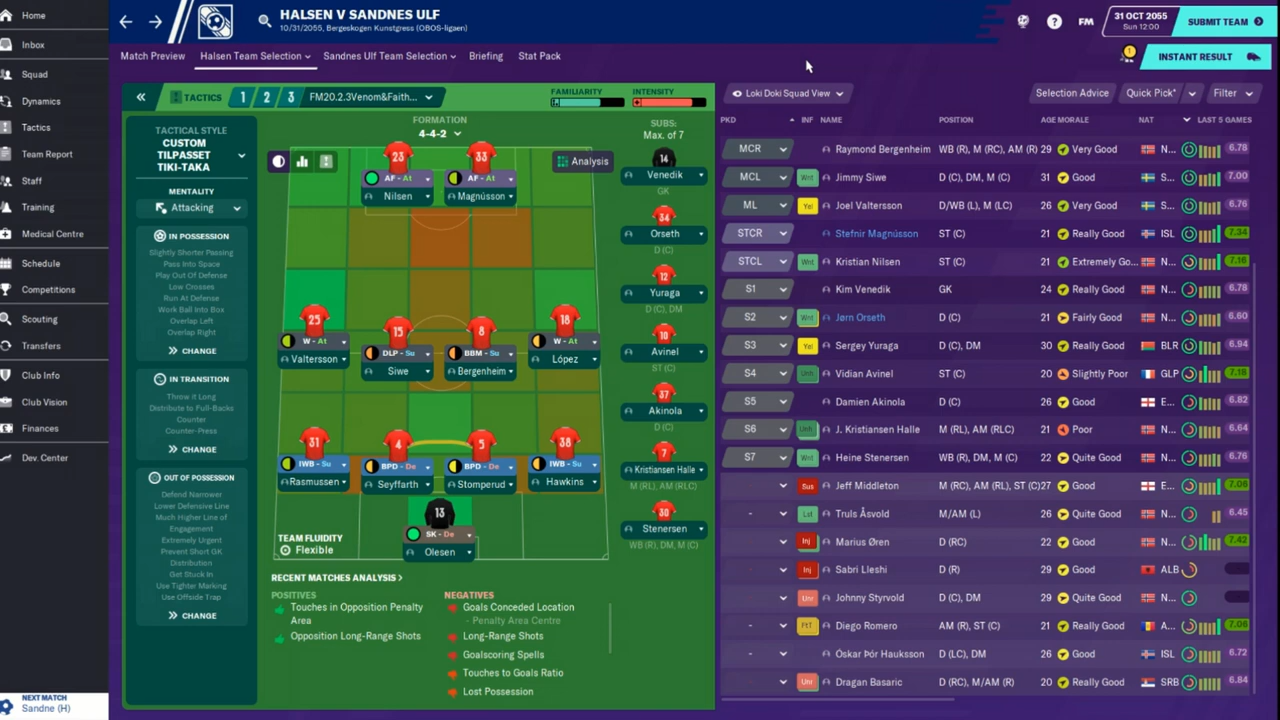 Home
Inbox
Squad
Dynamics
Tactics
Team Report
Staff
Training
Medical Centre
Schedule
Competitions
Scouting
Transfers
Club Info
Club Vision
Finances
Dev. Center
NEXT MATCH
Sandne (H)
HALSEN V SANDNES ULF
10/31/2055, Bergeskogen Kunstgress (OBOS-ligaen)
FM
31 OCT 2055
Sun 12:00
SUBMIT TEAM
Match Preview
Halsen Team Selection
Sandnes Ulf Team Selection
Briefing
Stat Pack
1
INSTANT RESULT
TACTICS
1 2 3
FM20.2.3Venom&Faith...
FAMILIARITY
INTENSITY
TACTICAL STYLE
CUSTOM
TILPASSET
TIKI-TAKA
MENTALITY
Attacking
IN POSSESSION
Slightly Shorter Passing
Pass Into Space
Play Out Of Defense
Low Crosses
Run At Defense
Work Ball Into Box
Overlap Left
Overlap Right
CHANGE
IN TRANSITION
Throw it Long
Distribute to Full-Backs
Counter
Counter-Press
CHANGE
OUT OF POSSESSION
Defend Narrower
Lower Defensive Line
Much Higher Line of
Engagement
Extremely Urgent
Prevent Short GK
Distribution
Get Stuck In
Use Tighter Marking
Use Offside Trap
CHANGE
FORMATION
4-4-2
Analysis
23 33
AF - At AF - At
Nilsen Magnússon
25 15 8 18
W - At DLP - Su BBM - Su W - At
Valtersson Siwe Bergenheim López
31 4 5 38
IWB - Su BPD - De BPD - De IWB - Su
Rasmussen Seyffarth Stomperud Hawkins
13
SK - De
Olesen
TEAM FLUIDITY
Flexible
SUBS:
Max. of 7
14
Venedik
GK
34
Orseth
D (C)
12
Yuraga
D (C), DM
10
Avinel
ST (C)
37
Akinola
D (C)
7
Kristiansen Halle
M (RL), AM (RLC)
30
Stenersen
WB (R), DM, M (C)
RECENT MATCHES ANALYSIS >
POSITIVES
Touches in Opposition Penalty
Area
Opposition Long-Range Shots
NEGATIVES
Goals Conceded Location
- Penalty Area Centre
Long-Range Shots
Goalscoring Spells
Touches to Goals Ratio
Lost Possession
Loki Doki Squad View
Selection Advice
Quick Pick*
Filter
PKD INF NAME POSITION AGE MORALE NAT LAST 5 GAMES
MCR Raymond Bergenheim WB (R), M (RC), AM (R) 29 Very Good N... 6.78
MCL Wnt Jimmy Siwe D (C), DM, M (C) 31 Good S... 7.00
ML Yel Joel Valtersson D/WB (L), M (LC) 26 Very Good S... 6.76
STCR Stefnir Magnússon ST (C) 21 Really Good ISL 7.34
STCL Wnt Kristian Nilsen ST (C) 21 Extremely Go... N... 7.16
S1 Kim Venedik GK 24 Really Good N... 6.78
S2 Wnt Jørn Orseth D (C) 21 Fairly Good N... 6.60
S3 Yel Sergey Yuraga D (C), DM 30 Really Good BLR 6.94
S4 Unh Vidian Avinel ST (C) 20 Slightly Poor GLP 7.18
S5 Damien Akinola D (C) 26 Good E... 6.82
S6 Unh J. Kristiansen Halle M (RL), AM (RLC) 21 Poor N... 6.64
S7 Wnt Heine Stenersen WB (R), DM, M (C) 22 Quite Good N... 6.76
Sus Jeff Middleton M (RC), AM (RL), ST (C) 27 Good E... 7.06
- Lst Truls Åsvold M/AM (L) 26 Quite Good N... 6.45
Inj Marius Øren D (RC) 22 Good N... 7.42
Inj Sabri Lleshi D (R) 29 Good ALB
Unr Johnny Styrvold D (C), DM 29 Quite Good N...
- PtT Diego Romero AM (R), ST (C) 21 Really Good A... 7.06
- Óskar Þór Hauksson D (LC), DM 26 Good ISL 6.72
- Unr Dragan Basaric D (RC), M/AM (R) 20 Really Good SRB 6.84